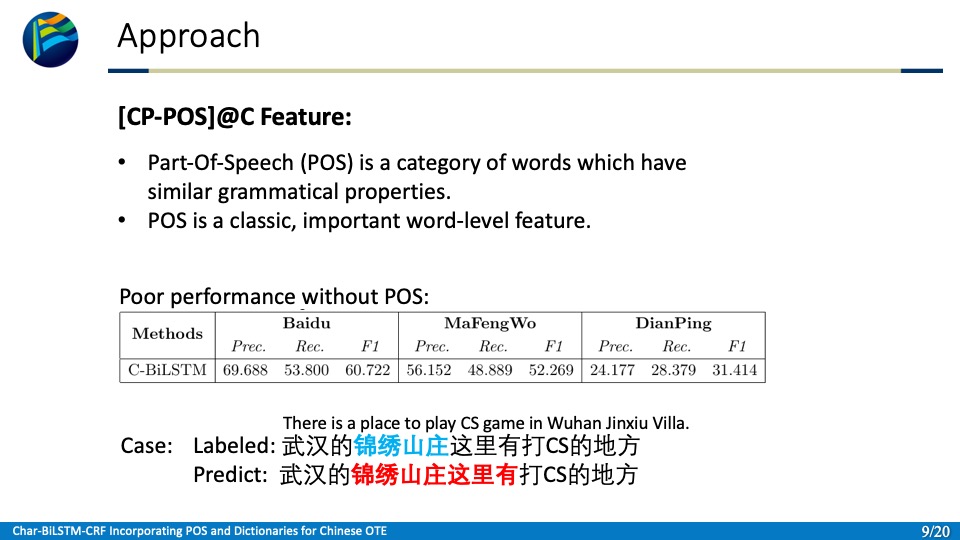 Approach
[CP-POS]@C Feature:
• Part-Of-Speech (POS) is a category of words which have
similar grammatical properties.
• POS is a classic, important word-level feature.
Poor performance without POS:
Methods Baidu MaFengWo DianPing
Prec. Rec. F1 Prec. Rec. F1 Prec. Rec. F1
C-BiLSTM 69.688 53.800 60.722 56.152 48.889 52.269 24.177 28.379 31.414
There is a place to play CS game in Wuhan Jinxiu Villa.
Case: Labeled: 武汉的锦绣山庄这里有打CS的地方
Predict: 武汉的锦绣山庄这里有打CS的地方
Char-BiLSTM-CRF Incorporating POS and Dictionaries for Chinese OTE 9/20